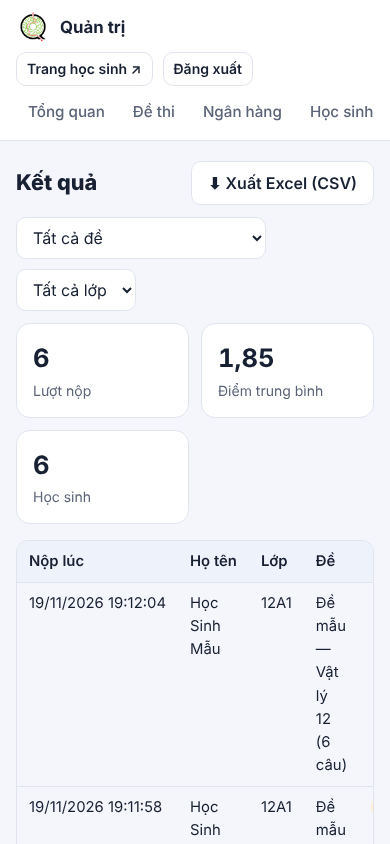 Quản trị
Trang học sinh ↗ Đăng xuất
Tổng quan Đề thi Ngân hàng Học sinh
Kết quả
⬇ Xuất Excel (CSV)
Tất cả đề
Tất cả lớp
6
Lượt nộp
1,85
Điểm trung bình
6
Học sinh
Nộp lúc Họ tên Lớp Đề
19/11/2026 19:12:04 Học 12A1 Đề
Sinh mẫu
Mẫu —
Vật
lý
12
(6
câu)
19/11/2026 19:11:58 Học 12A1 Đề
Sinh mẫu